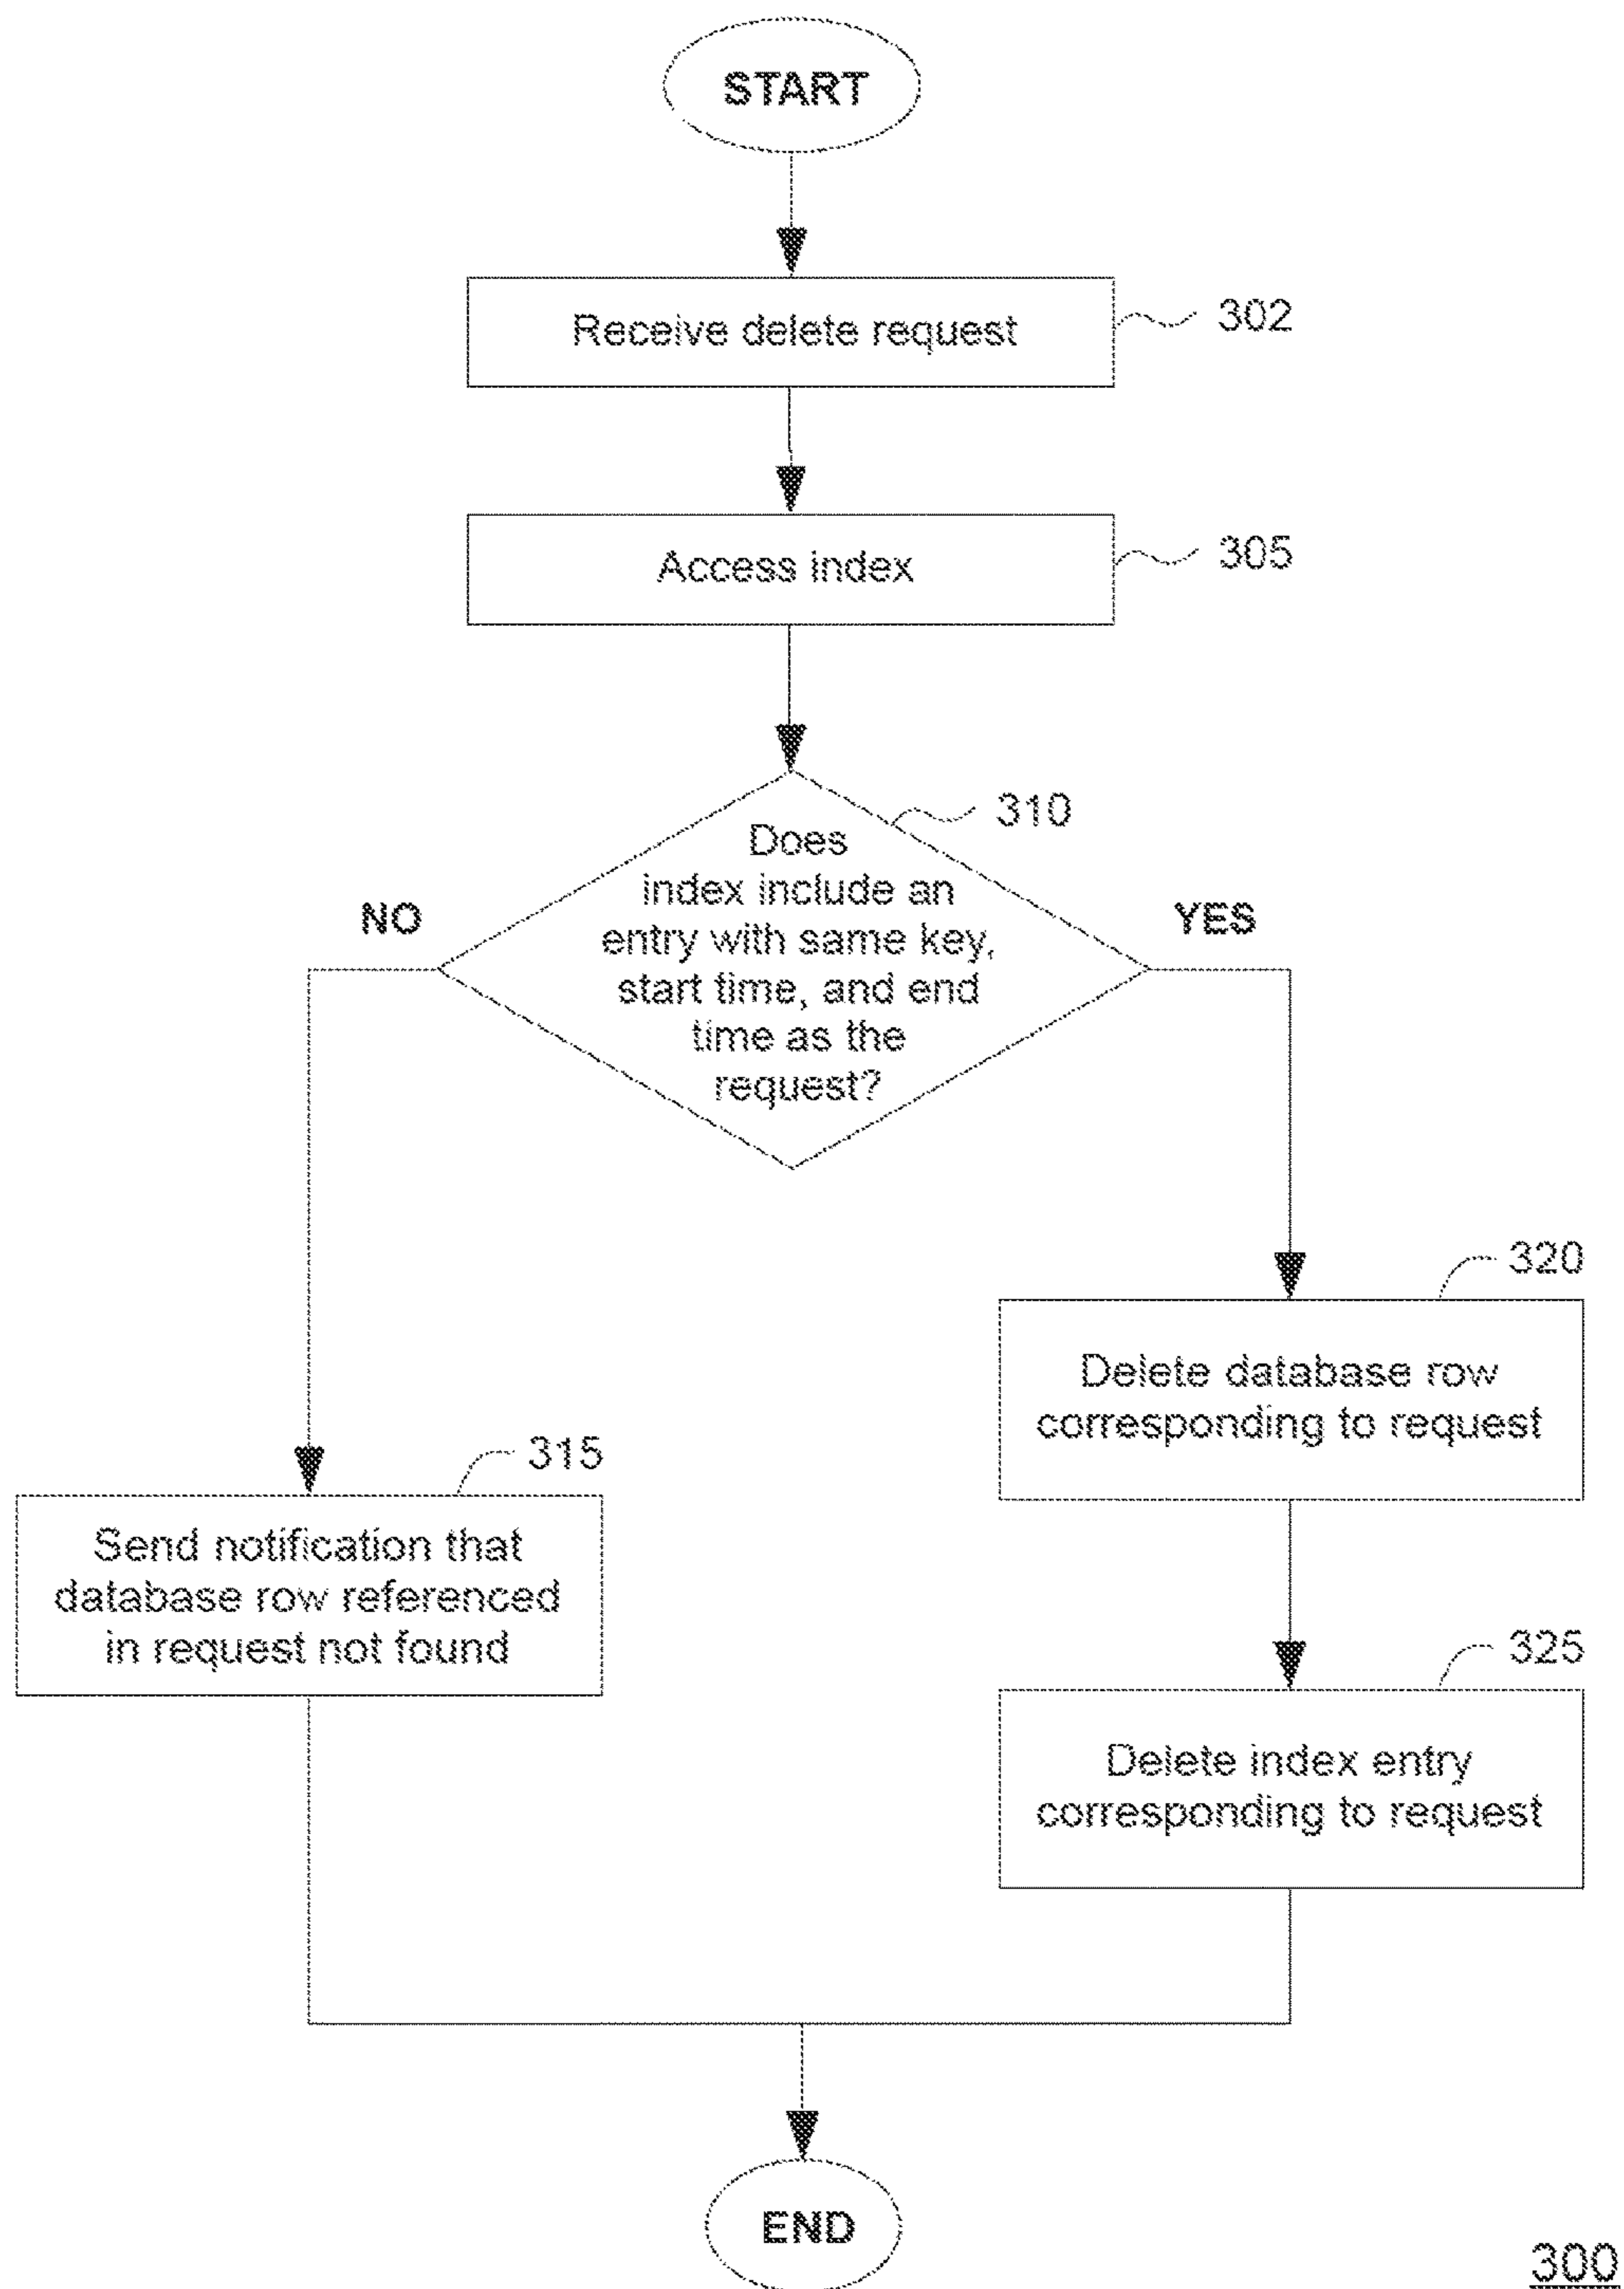 START
Receive delete request
302
Access index
305
310
Does
index include an
entry with same key,
start time, and end
time as the
request?
NO
YES
320
Delete database row
corresponding to request
315
Send notification that
database row referenced
in request not found
325
Delete index entry
corresponding to request
END
300